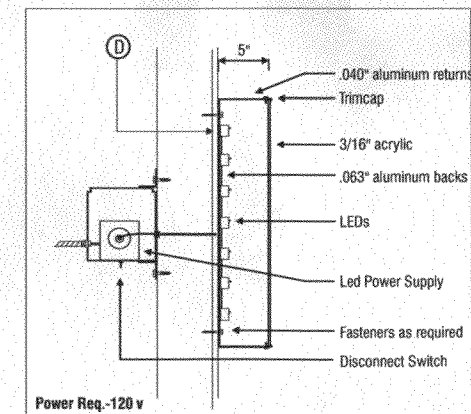 D
5"
.040" aluminum returns
Trimcap
3/16" acrylic
.063" aluminum backs
LEDs
Led Power Supply
Fasteners as required
Disconnect Switch
Power Req.-120 v